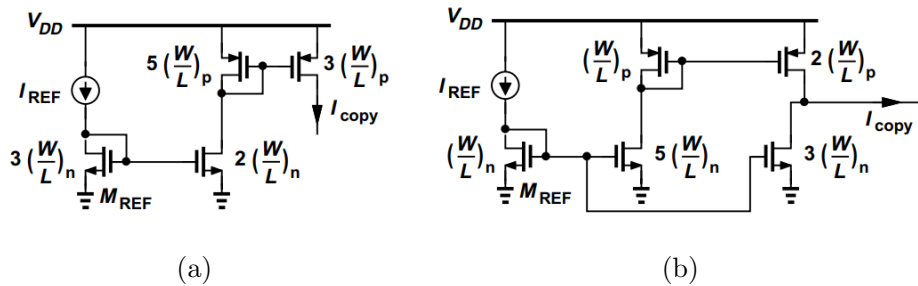 V_DD
5 (W/L)_p
3 (W/L)_p
I_REF
I_copy
3 (W/L)_n
2 (W/L)_n
M_REF
(a)
V_DD
(W/L)_p
2 (W/L)_p
I_REF
I_copy
(W/L)_n
5 (W/L)_n
3 (W/L)_n
M_REF
(b)